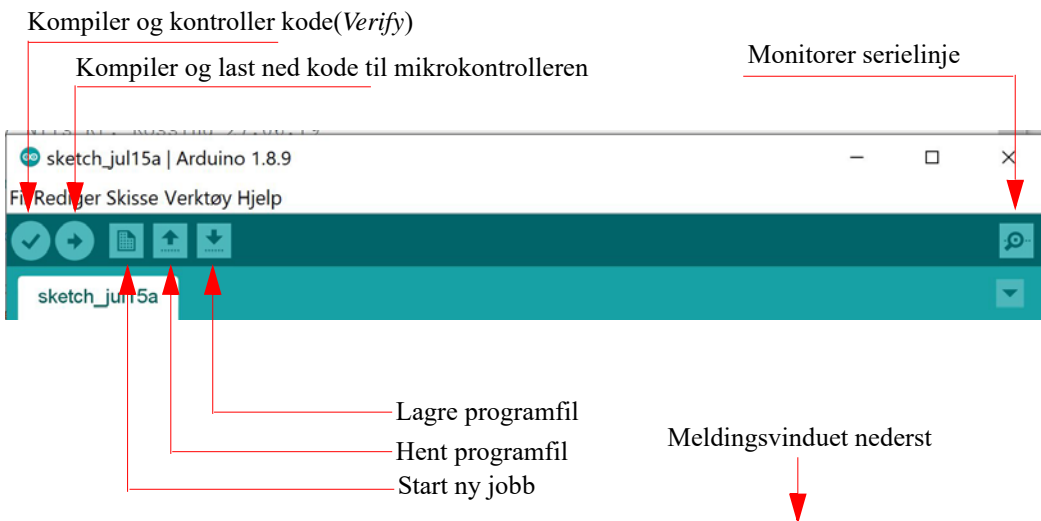 Kompiler og kontroller kode(Verify)
Monitorer serielinje
Kompiler og last ned kode til mikrokontrolleren
sketch_jul15a | Arduino 1.8.9
Rediger Skisse Verktøy Hjelp
sketch_jul15a
Lagre programfil
Meldingsvinduet nederst
Hent programfil
Start ny jobb